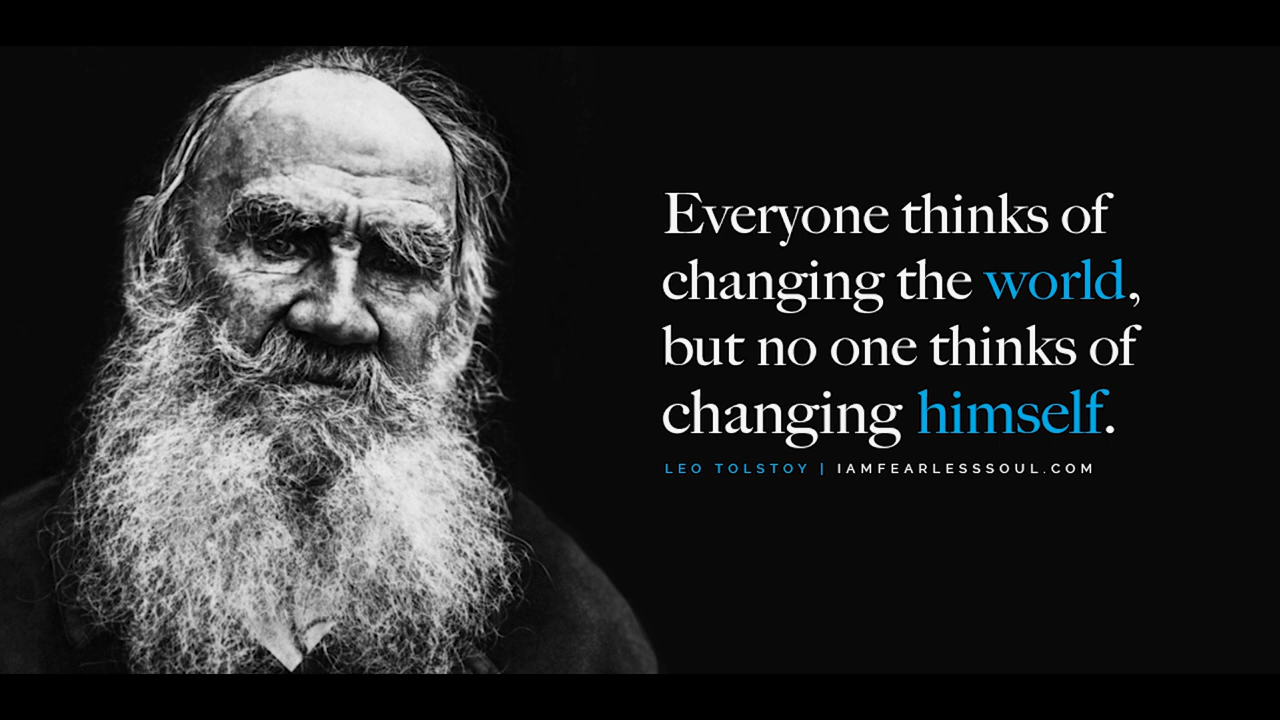 Everyone thinks of
changing the world,
but no one thinks of
changing himself.
LEO TOLSTOY | IAMFEARLESSSOUL.COM